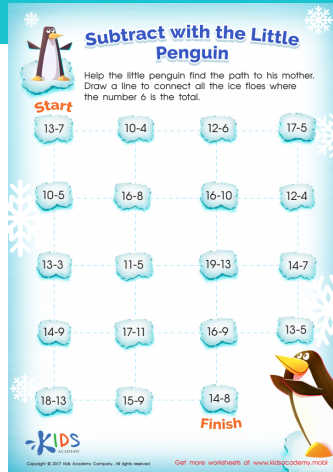 Subtract with the Little
Penguin
Help the little penguin find the path to his mother.
Draw a line to connect all the ice floes where
the number 6 is the total.
Start
13-7 10-4 12-6 17-5
10-5 16-8 16-10 12-4
13-3 11-5 19-13 14-7
14-9 17-11 16-9 13-5
18-13 15-9 14-8
Finish
KIDS
ACADEMY
Copyright © 2017 Kids Academy Company. All rights reserved
Get more worksheets at www.kidsacademy.mobi